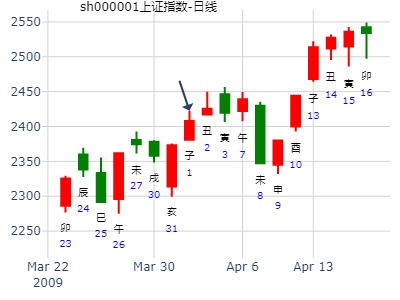 sh000001上证指数-日线
2550
2500
2450
2400
2350
2300
2250
卯
23
辰
24
巳
25
午
26
未
27
戌
30
亥
31
子
1
丑
2
寅
3
午
7
未
8
申
9
酉
10
子
13
丑
14
寅
15
卯
16
Mar 22
2009
Mar 30
Apr 6
Apr 13